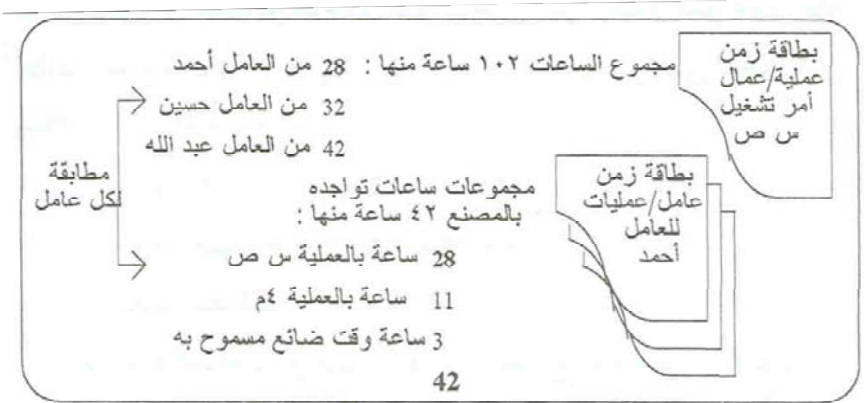 بطاقة زمن
عملية/عمال
أمر تشغيل
س ص
مجموع الساعات ١٠٢ ساعة منها : 28 من العامل أحمد
32 من العامل حسين
42 من العامل عبد الله
مطابقة
لكل عامل
بطاقة زمن
عامل/عمليات
للعامل
أحمد
مجموعات ساعات تواجده
بالمصنع ٤٢ ساعة منها :
28 ساعة بالعملية س ص
11 ساعة بالعملية ٤م
3 ساعة وقت ضائع مسموح به
42